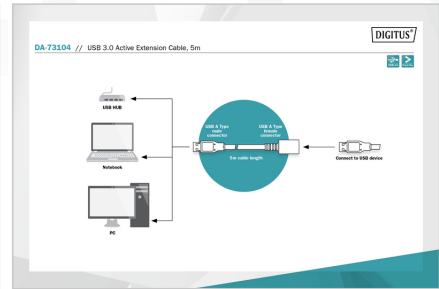 DIGITUS®
DA-73104 // USB 3.0 Active Extension Cable, 5m
USB HUB
USB A Type
male
connector
USB A Type
female
connector
5m cable length
Connect to USB device
Notebook
PC